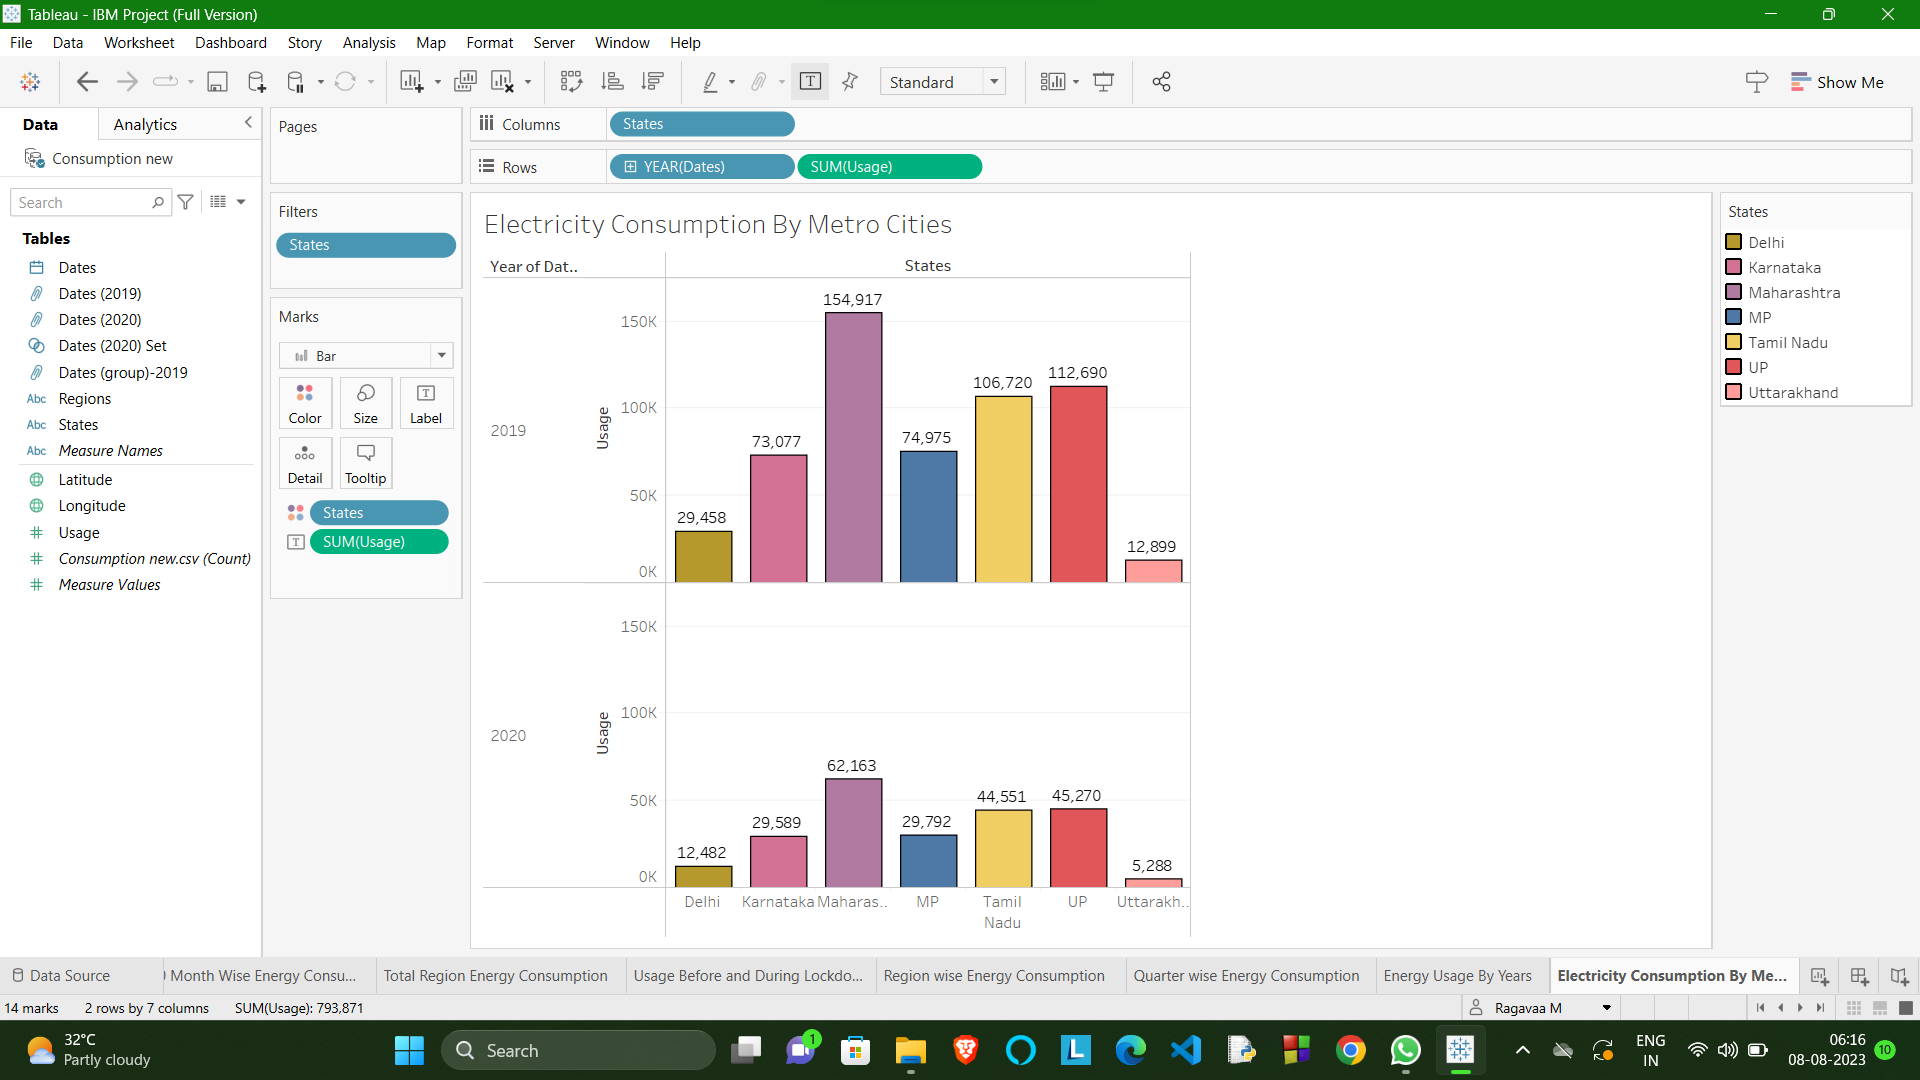 Tableau - IBM Project (Full Version)
File Data Worksheet Dashboard Story Analysis Map Format Server Window Help
Standard
Show Me
Data Analytics
Consumption new
Search
Tables
Dates
Dates (2019)
Dates (2020)
Dates (2020) Set
Dates (group)-2019
Abc Regions
Abc States
Abc Measure Names
Latitude
Longitude
Usage
Consumption new.csv (Count)
Measure Values
Pages
Filters
States
Marks
Bar
Color Size Label
Detail Tooltip
States
SUM(Usage)
Columns States
Rows YEAR(Dates) SUM(Usage)
Electricity Consumption By Metro Cities
Year of Dat.. States
2019
Usage
150K
100K
50K
0K
29,458
73,077
154,917
74,975
106,720
112,690
12,899
2020
Usage
150K
100K
50K
0K
12,482
29,589
62,163
29,792
44,551
45,270
5,288
Delhi Karnataka Maharas.. MP Tamil Nadu UP Uttarakh..
States
Delhi
Karnataka
Maharashtra
MP
Tamil Nadu
UP
Uttarakhand
Data Source Month Wise Energy Consu... Total Region Energy Consumption Usage Before and During Lockdo... Region wise Energy Consumption Quarter wise Energy Consumption Energy Usage By Years Electricity Consumption By Me...
14 marks 2 rows by 7 columns SUM(Usage): 793,871 Ragavaa M
32°C
Partly cloudy
Search
1
L
ENG
IN
06:16
08-08-2023
10